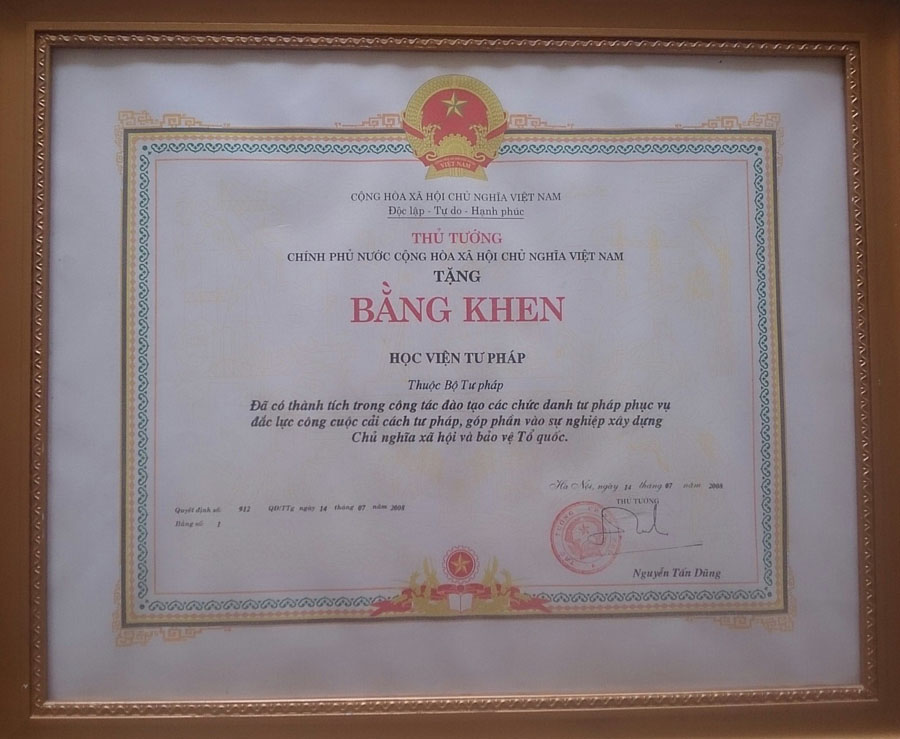 VIỆT NAM
CỘNG HÒA XÃ HỘI CHỦ NGHĨA VIỆT NAM
Độc lập - Tự do - Hạnh phúc
THỦ TƯỚNG
CHÍNH PHỦ NƯỚC CỘNG HÒA XÃ HỘI CHỦ NGHĨA VIỆT NAM
TẶNG
BẰNG KHEN
HỌC VIỆN TƯ PHÁP
Thuộc Bộ Tư pháp
Đã có thành tích trong công tác đào tạo các chức danh tư pháp phục vụ
đắc lực công cuộc cải cách tư pháp, góp phần vào sự nghiệp xây dựng
Chủ nghĩa xã hội và bảo vệ Tổ quốc.
Hà Nội, ngày 14 tháng 07 năm 2008
THỦ TƯỚNG
Quyết định số: 912 QĐ/TTg ngày 14 tháng 07 năm 2008
Bằng số 1
Nguyễn Tấn Dũng